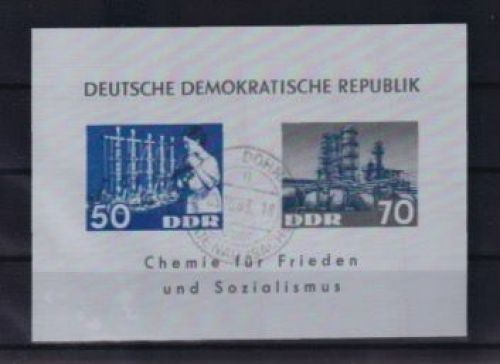 DEUTSCHE DEMOKRATISCHE REPUBLIK
50 DDR
DDR 70
Chemie für Frieden
und Sozialismus